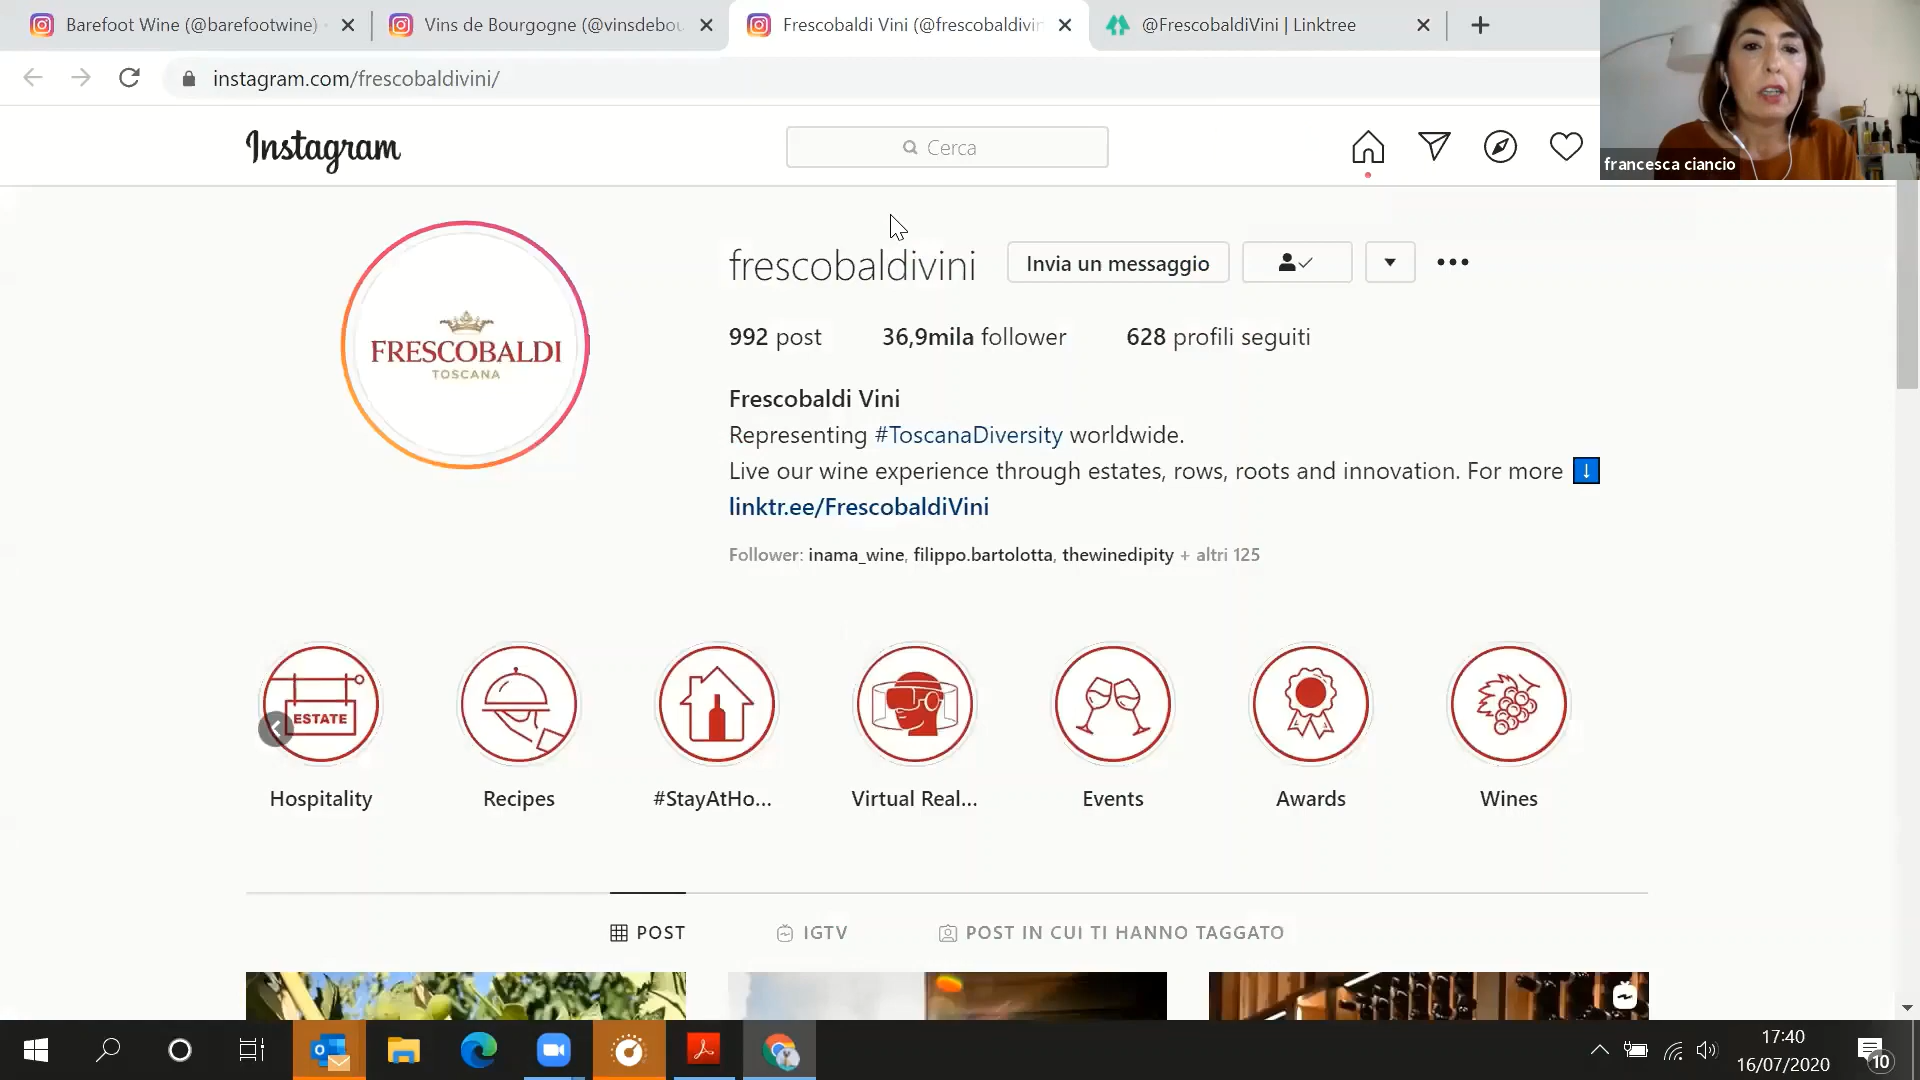 Barefoot Wine (@barefootwine)
Vins de Bourgogne (@vinsdebou
Frescobaldi Vini (@frescobaldivin
@FrescobaldiVini | Linktree
instagram.com/frescobaldivini/
Instagram
Cerca
francesca ciancio
frescobaldivini
Invia un messaggio
992 post
36,9mila follower
628 profili seguiti
FRESCOBALDI
TOSCANA
Frescobaldi Vini
Representing #ToscanaDiversity worldwide.
Live our wine experience through estates, rows, roots and innovation. For more
linktr.ee/FrescobaldiVini
Follower: inama_wine, filippo.bartolotta, thewinedipity + altri 125
ESTATE
Hospitality
Recipes
#StayAtHo...
Virtual Real...
Events
Awards
Wines
POST
IGTV
POST IN CUI TI HANNO TAGGATO
17:40
16/07/2020
10